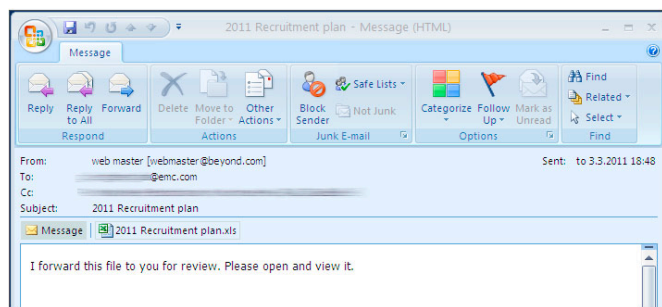 2011 Recruitment plan - Message (HTML)
Message
Reply Reply to All Forward
Respond
Delete Move to Folder Other Actions
Actions
Block Sender Safe Lists Not Junk
Junk E-mail
Categorize Follow Up Mark as Unread
Options
Find Related Select
Find
From: web master [webmaster@beyond.com] Sent: to 3.3.2011 18:48
To: @emc.com
Cc:
Subject: 2011 Recruitment plan
Message 2011 Recruitment plan.xls
I forward this file to you for review. Please open and view it.